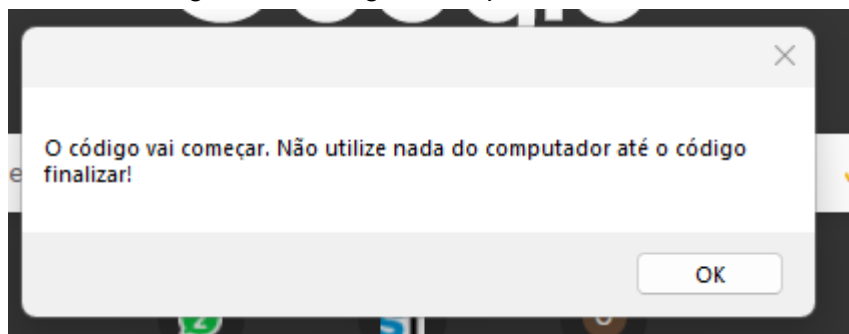 O código vai começar. Não utilize nada do computador até o código
finalizar!
OK